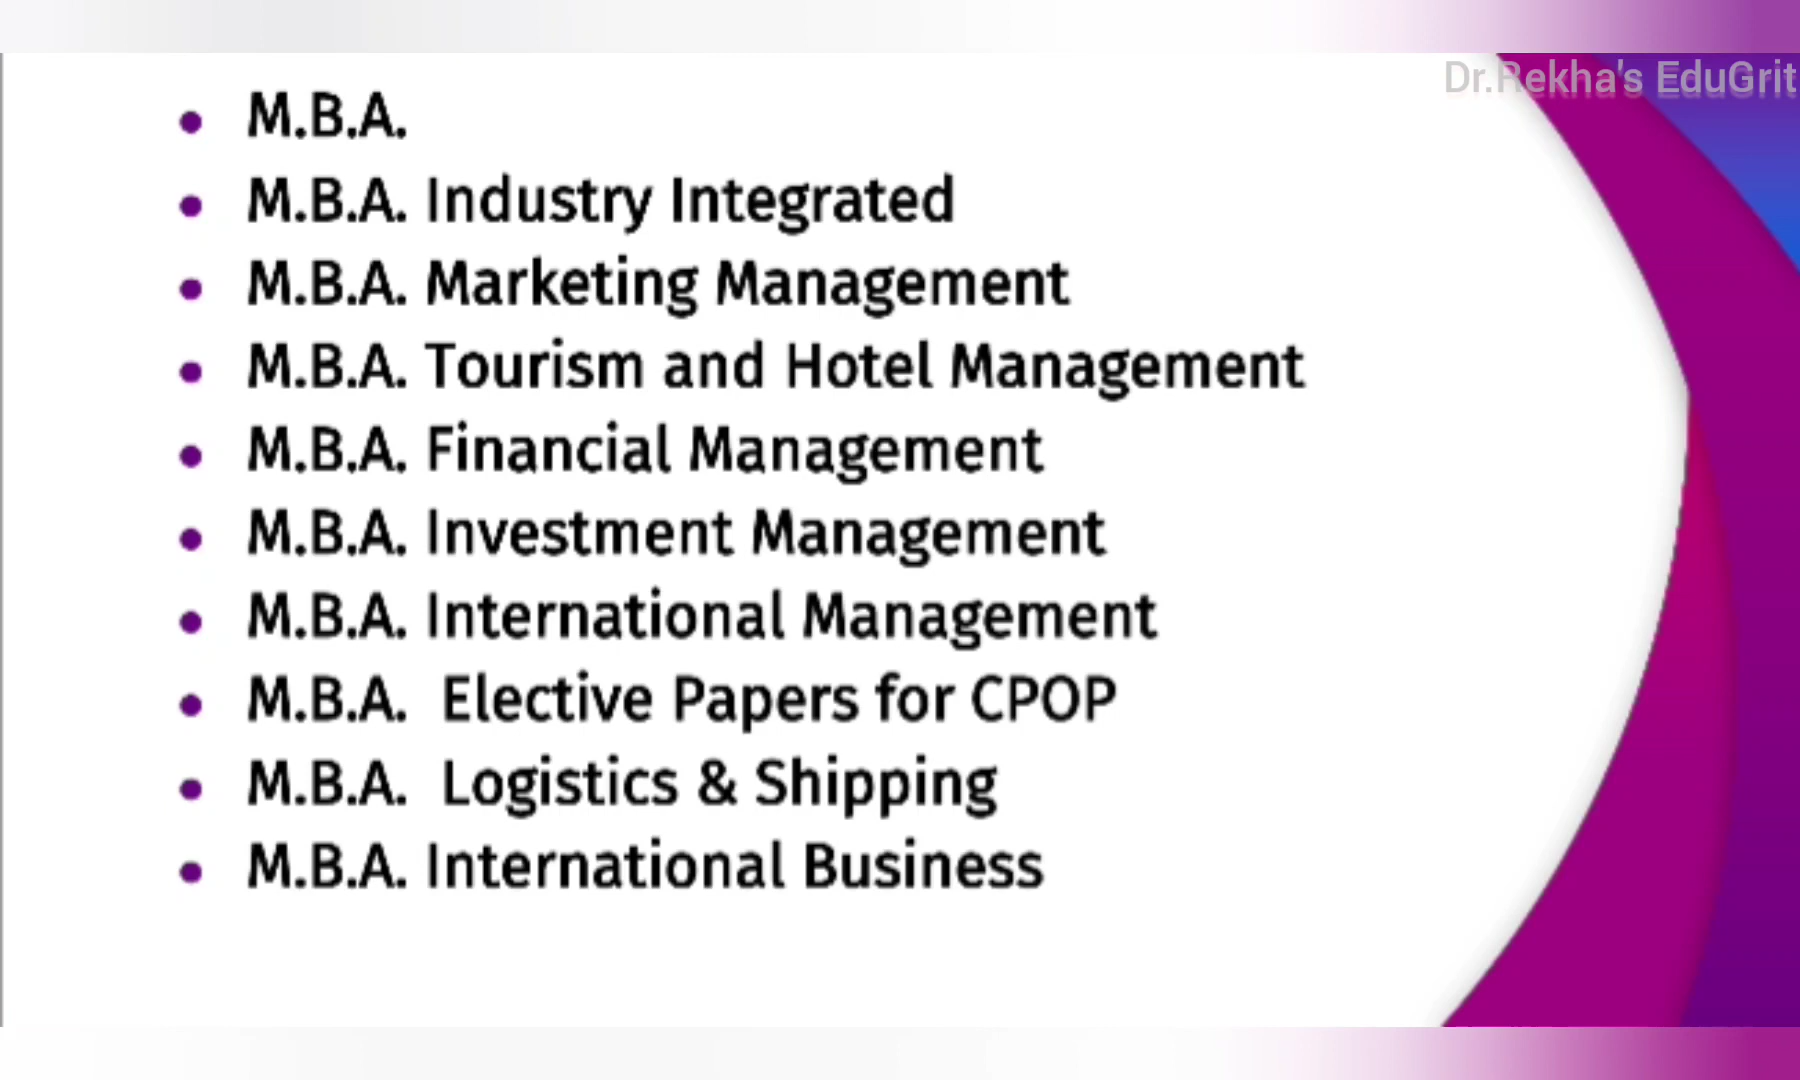 Dr.Rekha's EduGrit
• M.B.A.
• M.B.A. Industry Integrated
• M.B.A. Marketing Management
• M.B.A. Tourism and Hotel Management
• M.B.A. Financial Management
• M.B.A. Investment Management
• M.B.A. International Management
• M.B.A.  Elective Papers for CPOP
• M.B.A.  Logistics & Shipping
• M.B.A. International Business